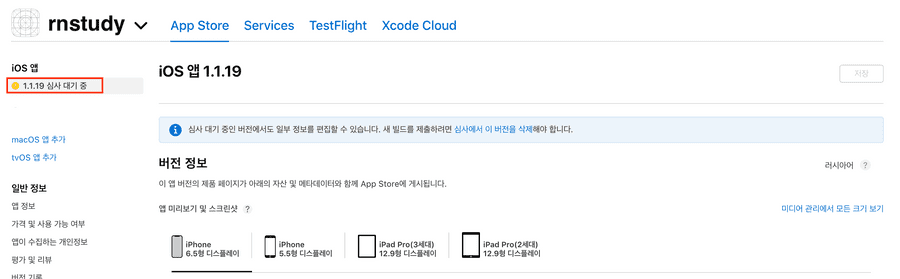 rnstudy
App Store
Services
TestFlight
Xcode Cloud
iOS 앱
1.1.19 심사 대기 중
macOS 앱 추가
tvOS 앱 추가
일반 정보
앱 정보
가격 및 사용 가능 여부
앱이 수집하는 개인정보
평가 및 리뷰
버전 기록
iOS 앱 1.1.19
저장
심사 대기 중인 버전에서도 일부 정보를 편집할 수 있습니다. 새 빌드를 제출하려면 심사에서 이 버전을 삭제해야 합니다.
버전 정보
러시아어 ?
이 앱 버전의 제품 페이지가 아래의 자산 및 메타데이터와 함께 App Store에 게시됩니다.
앱 미리보기 및 스크린샷 ?
미디어 관리에서 모든 크기 보기
iPhone
6.5형 디스플레이
iPhone
5.5형 디스플레이
iPad Pro(3세대)
12.9형 디스플레이
iPad Pro(2세대)
12.9형 디스플레이